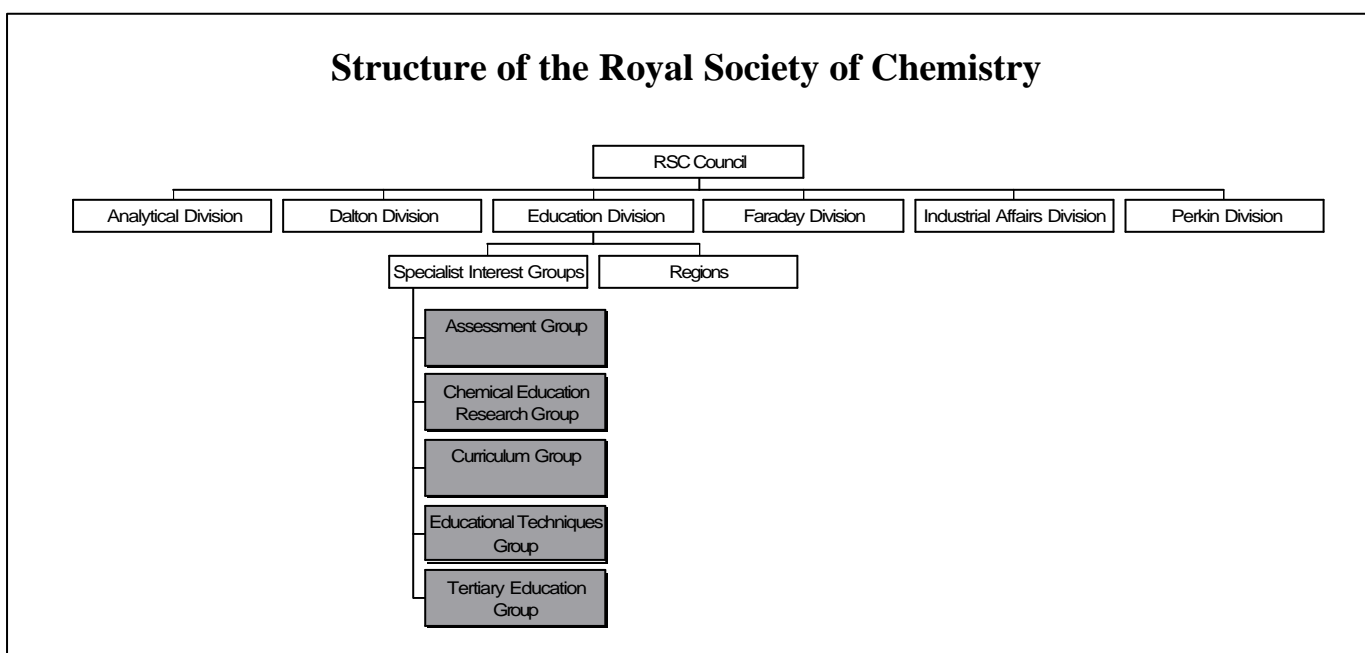 Structure of the Royal Society of Chemistry
RSC Council
Analytical Division
Dalton Division
Education Division
Faraday Division
Industrial Affairs Division
Perkin Division
Specialist Interest Groups
Regions
Assessment Group
Chemical Education
Research Group
Curriculum Group
Educational Techniques
Group
Tertiary Education
Group